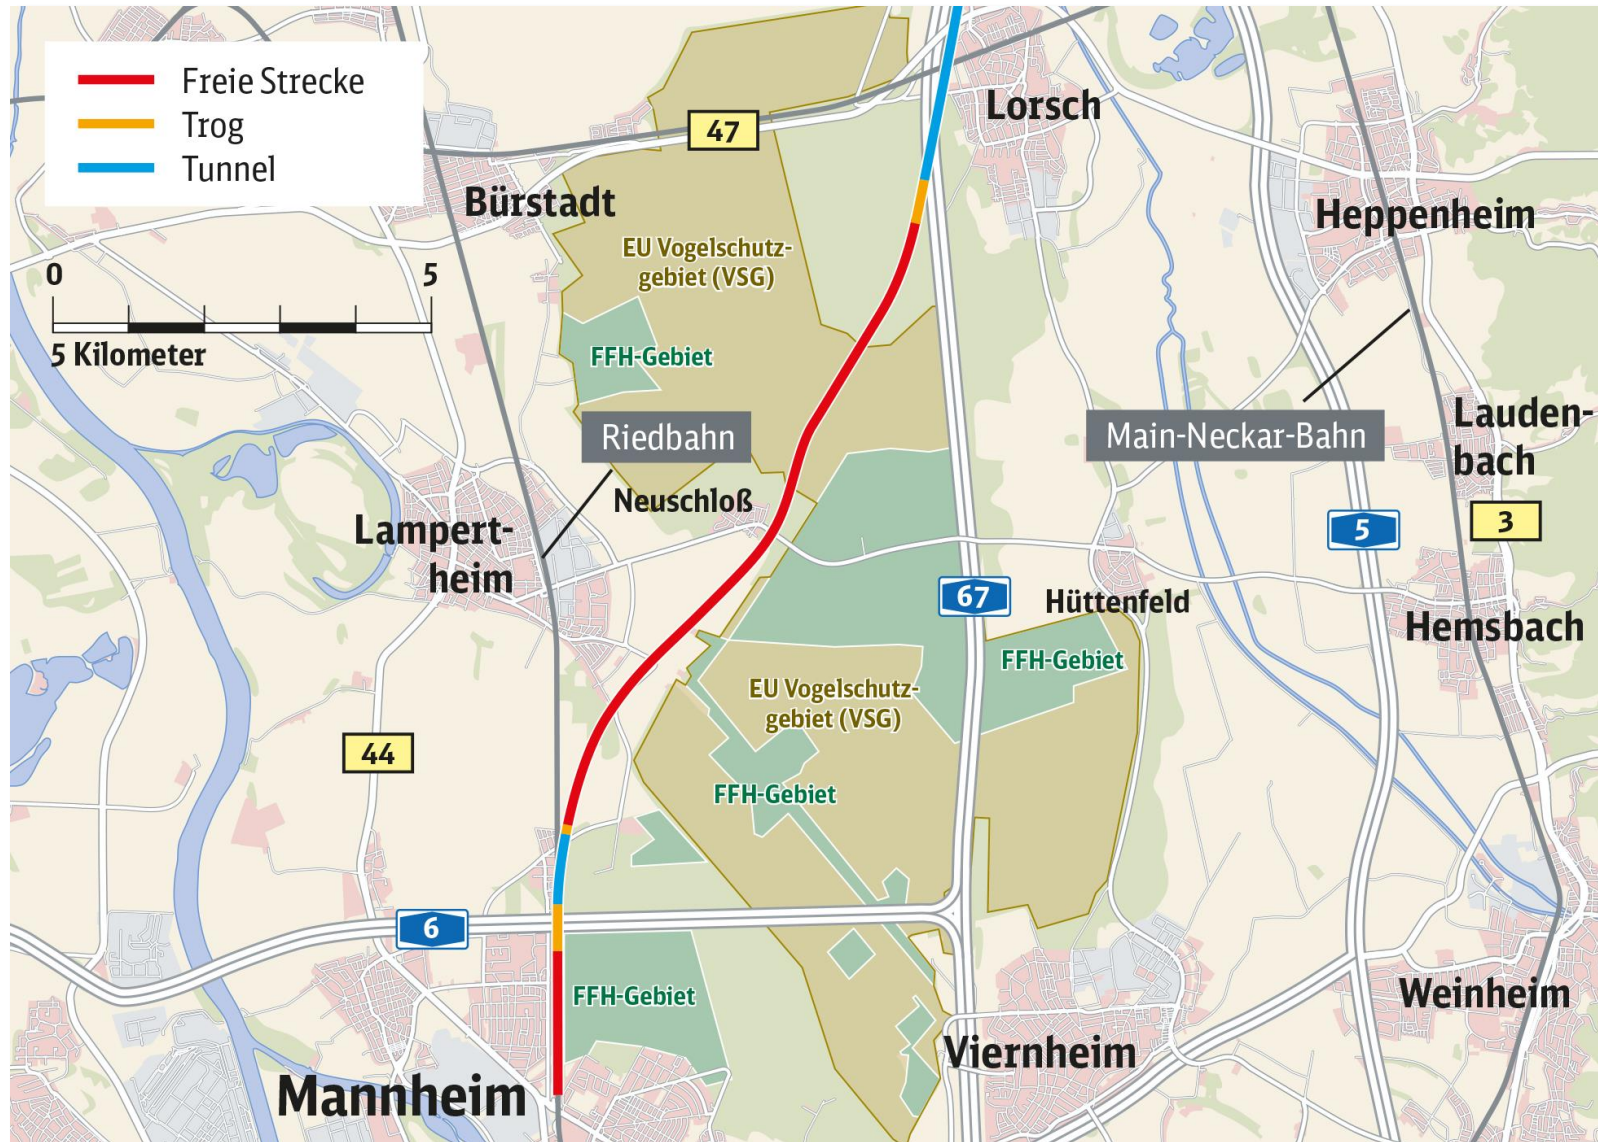 Freie Strecke
Trog
Tunnel
47
Lorsch
Bürstadt
Heppenheim
EU Vogelschutz-
gebiet (VSG)
0 5
5 Kilometer
FFH-Gebiet
Riedbahn
Main-Neckar-Bahn
Lauden-
bach
Neuschloß
Lampert-
heim
5
3
67
Hüttenfeld
Hemsbach
FFH-Gebiet
EU Vogelschutz-
gebiet (VSG)
44
FFH-Gebiet
6
FFH-Gebiet
Weinheim
Viernheim
Mannheim